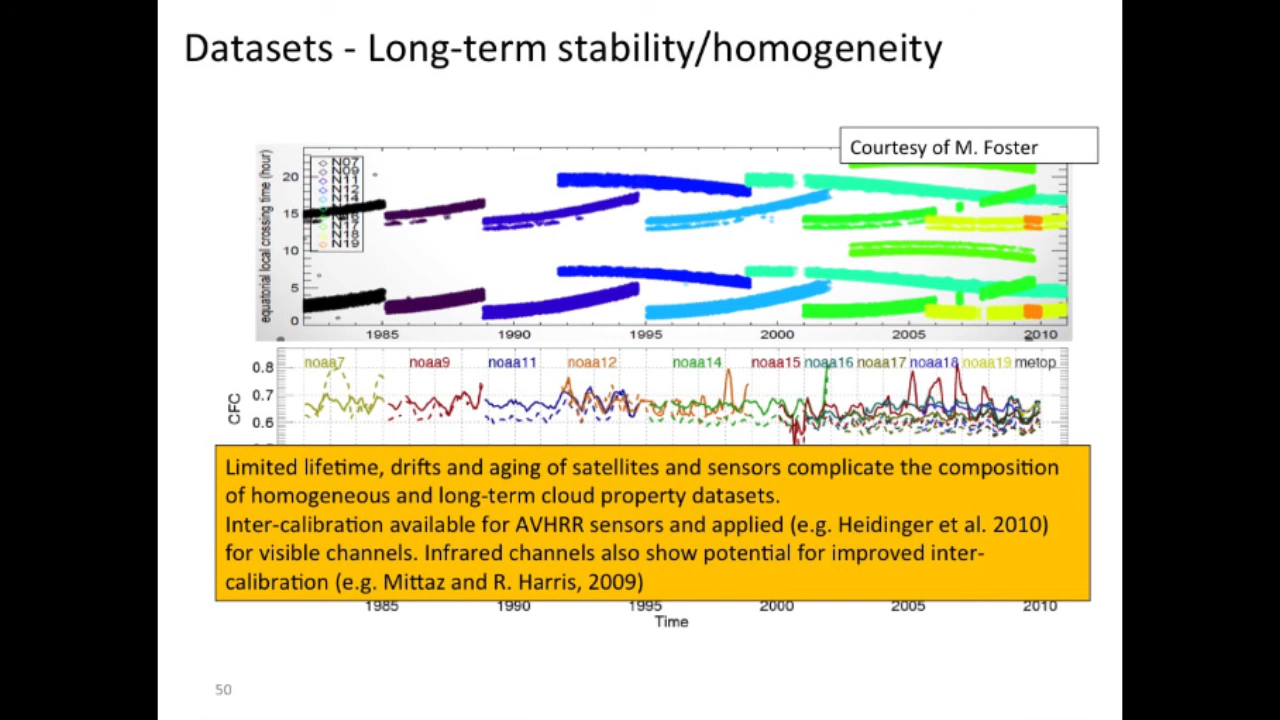 Datasets - Long-term stability/homogeneity
Courtesy of M. Foster
equatorial local crossing time (hour)
20
15
10
5
0
N07
N09
N11
N12
N18
N19
1985 1990 1995 2000 2005 2010
noaa7 noaa9 noaa11 noaa12 noaa14 noaa15 noaa16 noaa17 noaa18 noaa19 metop
CFC
0.8
0.7
0.6
Limited lifetime, drifts and aging of satellites and sensors complicate the composition
of homogeneous and long-term cloud property datasets.
Inter-calibration available for AVHRR sensors and applied (e.g. Heidinger et al. 2010)
for visible channels. Infrared channels also show potential for improved inter-
calibration (e.g. Mittaz and R. Harris, 2009)
1985 1990 1995 2000 2005 2010
Time
50